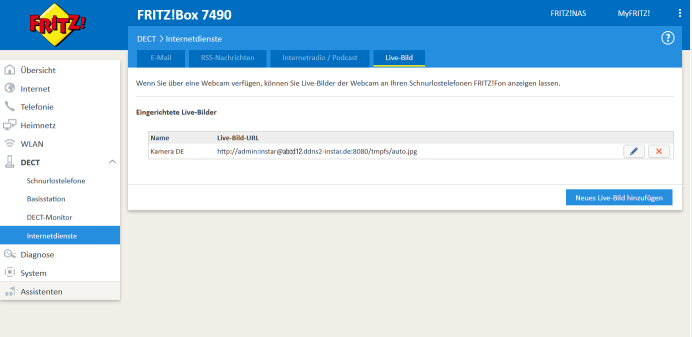 FRITZ!
FRITZ!Box 7490
FRITZ!NAS
MyFRITZ!
DECT > Internetdienste
?
E-Mail
RSS-Nachrichten
Internetradio / Podcast
Live-Bild
Wenn Sie über eine Webcam verfügen, können Sie Live-Bilder der Webcam an Ihren Schnurlostelefonen FRITZ!Fon anzeigen lassen.
Eingerichtete Live-Bilder
Name Live-Bild-URL
Kamera DE http://admin:instar@abcd12.ddns2-instar.de:8080/tmpfs/auto.jpg
Neues Live-Bild hinzufügen
Übersicht
Internet
Telefonie
Heimnetz
WLAN
DECT
Schnurlostelefone
Basisstation
DECT-Monitor
Internetdienste
Diagnose
System
Assistenten